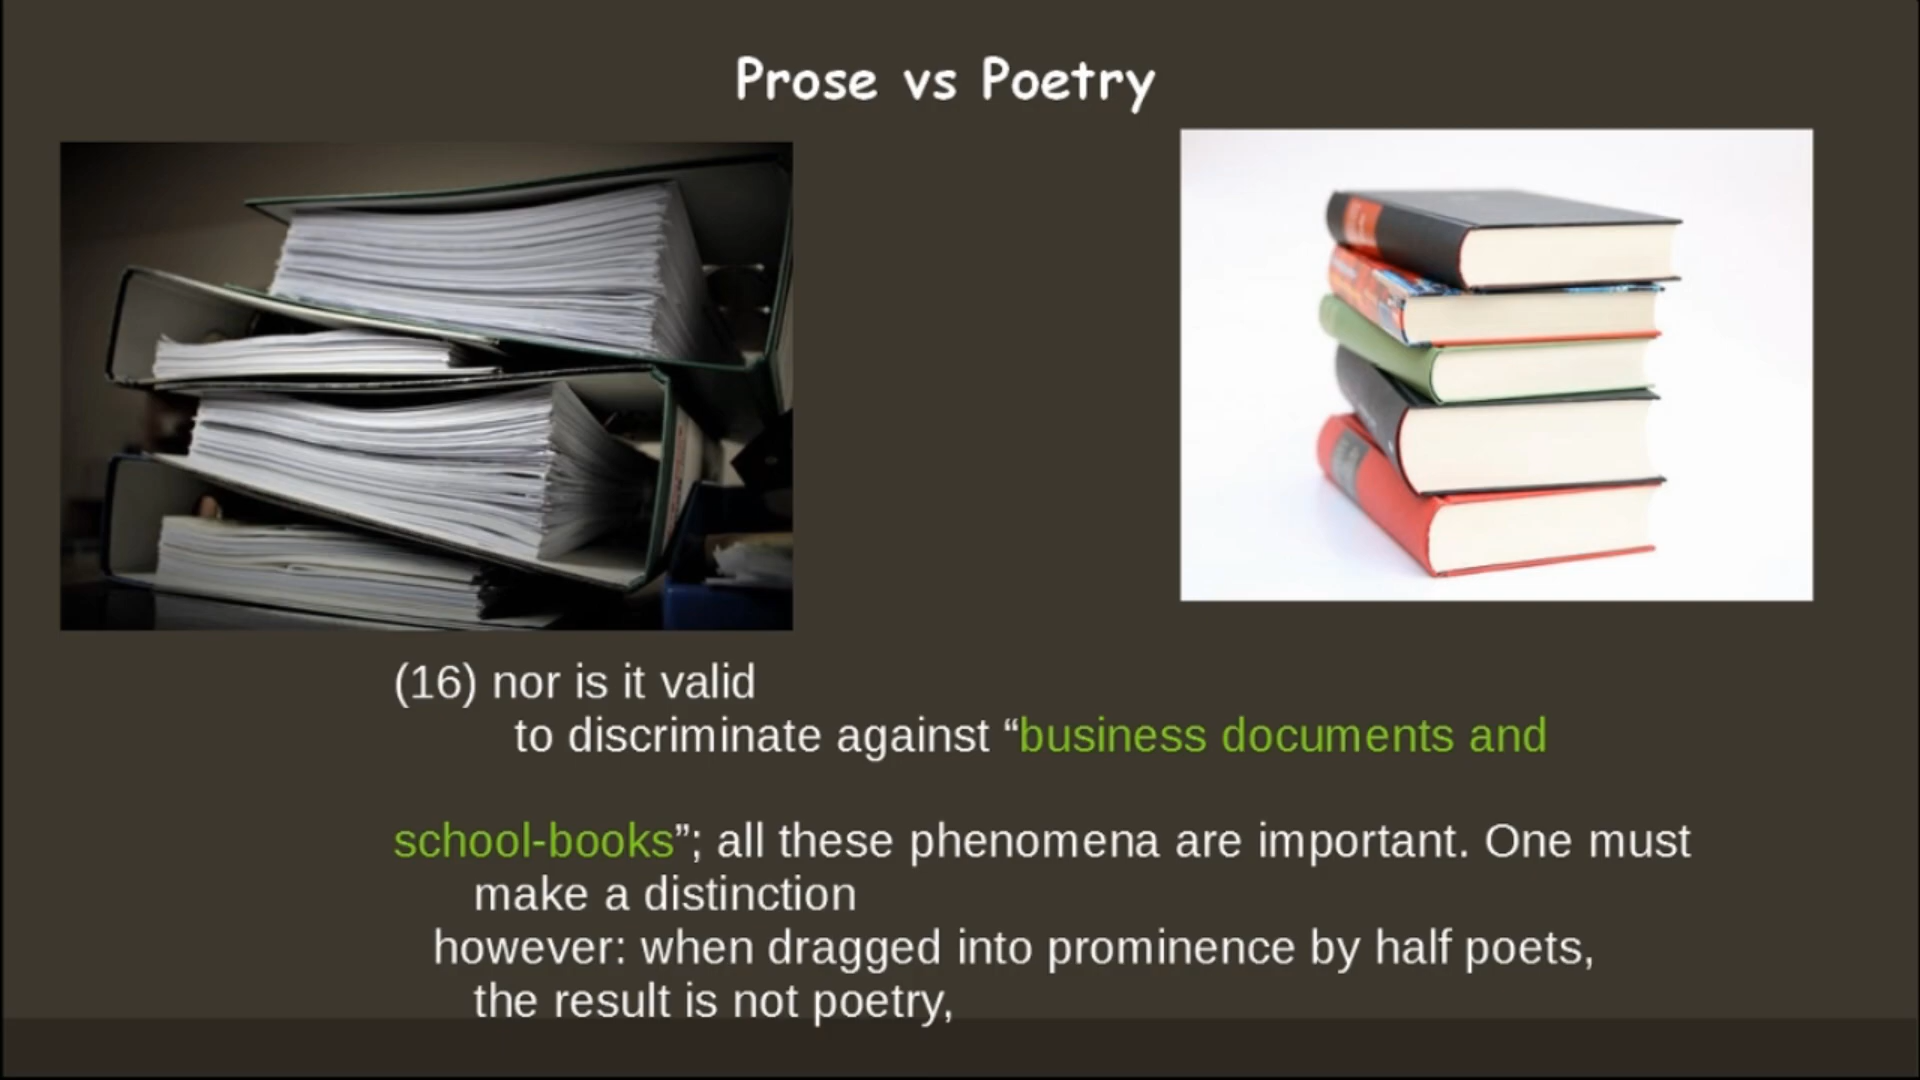 Prose vs Poetry
(16) nor is it valid
to discriminate against “business documents and
school-books”; all these phenomena are important. One must
make a distinction
however: when dragged into prominence by half poets,
the result is not poetry,